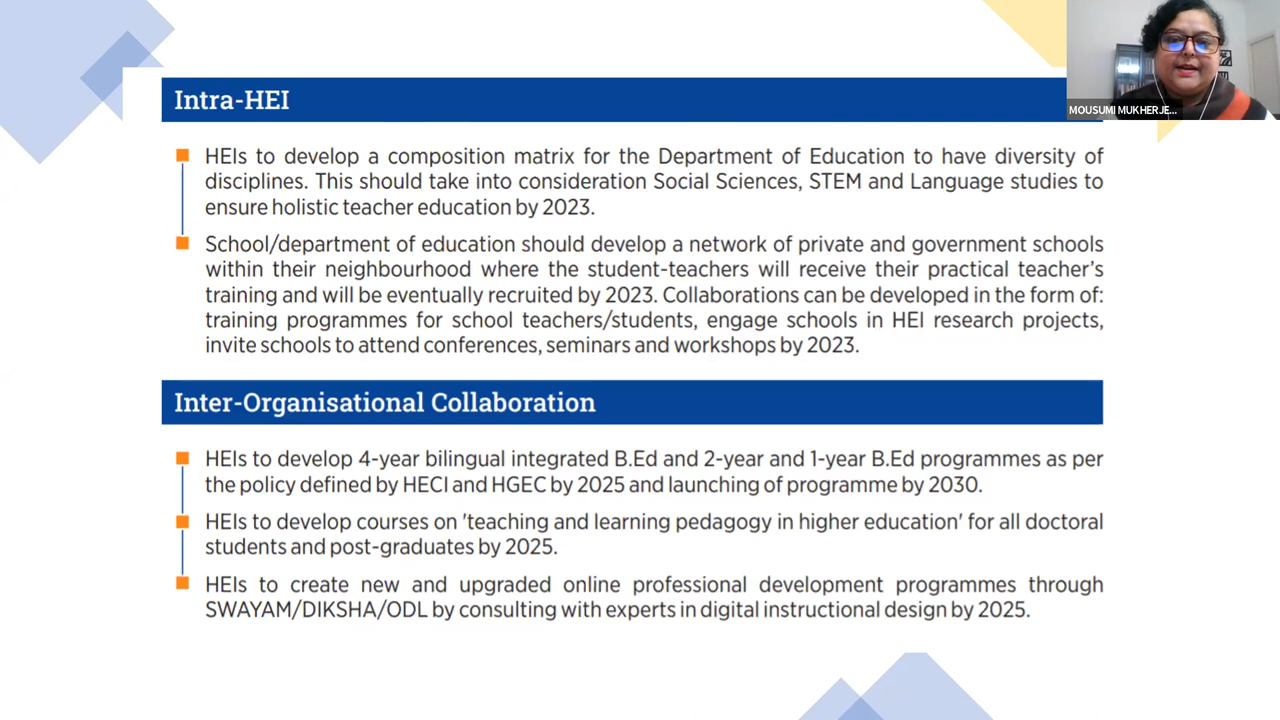 MOUSUMI MUKHERJE...
Intra-HEI
HEIs to develop a composition matrix for the Department of Education to have diversity of
disciplines. This should take into consideration Social Sciences, STEM and Language studies to
ensure holistic teacher education by 2023.
School/department of education should develop a network of private and government schools
within their neighbourhood where the student-teachers will receive their practical teacher's
training and will be eventually recruited by 2023. Collaborations can be developed in the form of:
training programmes for school teachers/students, engage schools in HEI research projects,
invite schools to attend conferences, seminars and workshops by 2023.
Inter-Organisational Collaboration
HEIs to develop 4-year bilingual integrated B.Ed and 2-year and 1-year B.Ed programmes as per
the policy defined by HECI and HGEC by 2025 and launching of programme by 2030.
HEIs to develop courses on 'teaching and learning pedagogy in higher education' for all doctoral
students and post-graduates by 2025.
HEIs to create new and upgraded online professional development programmes through
SWAYAM/DIKSHA/ODL by consulting with experts in digital instructional design by 2025.